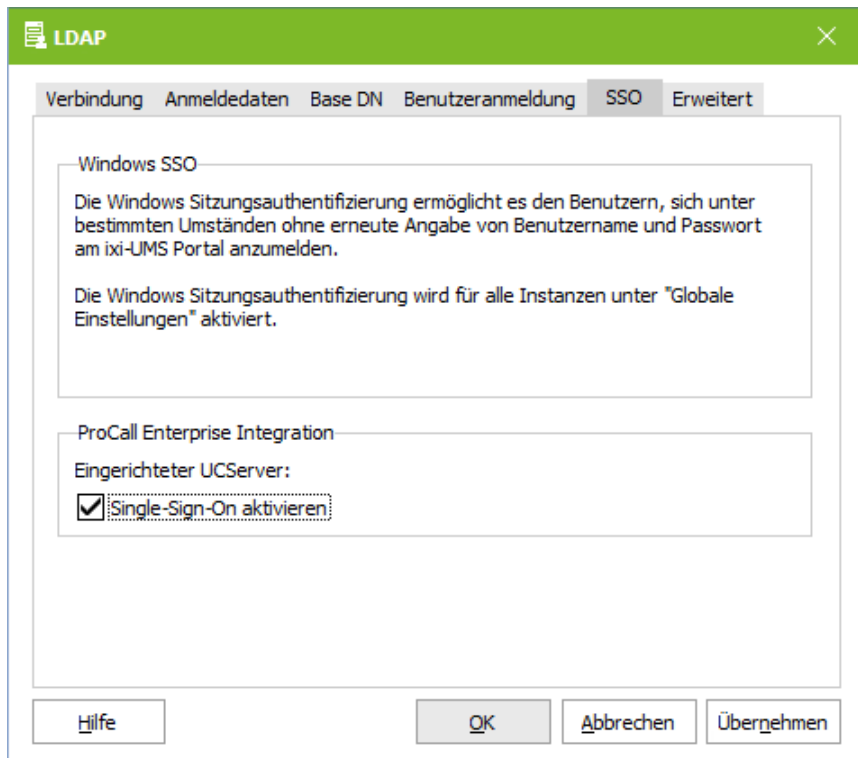 LDAP
Verbindung Anmeldedaten Base DN Benutzeranmeldung SSO Erweitert
Windows SSO
Die Windows Sitzungsauthentifizierung ermöglicht es den Benutzern, sich unter
bestimmten Umständen ohne erneute Angabe von Benutzername und Passwort
am ixi-UMS Portal anzumelden.
Die Windows Sitzungsauthentifizierung wird für alle Instanzen unter "Globale
Einstellungen" aktiviert.
ProCall Enterprise Integration
Eingerichteter UCServer:
Single-Sign-On aktivieren
Hilfe OK Abbrechen Übernehmen